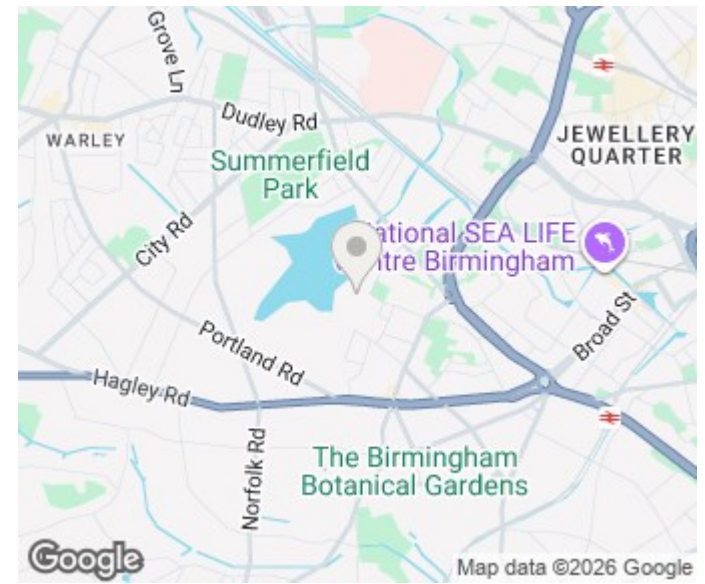 Grove Ln
Dudley Rd
WARLEY
JEWELLERY
QUARTER
Summerfield
Park
City Rd
National SEA LIFE
Centre Birmingham
Broad St
Portland Rd
Hagley Rd
Norfolk Rd
The Birmingham
Botanical Gardens
Google
Map data ©2026 Google